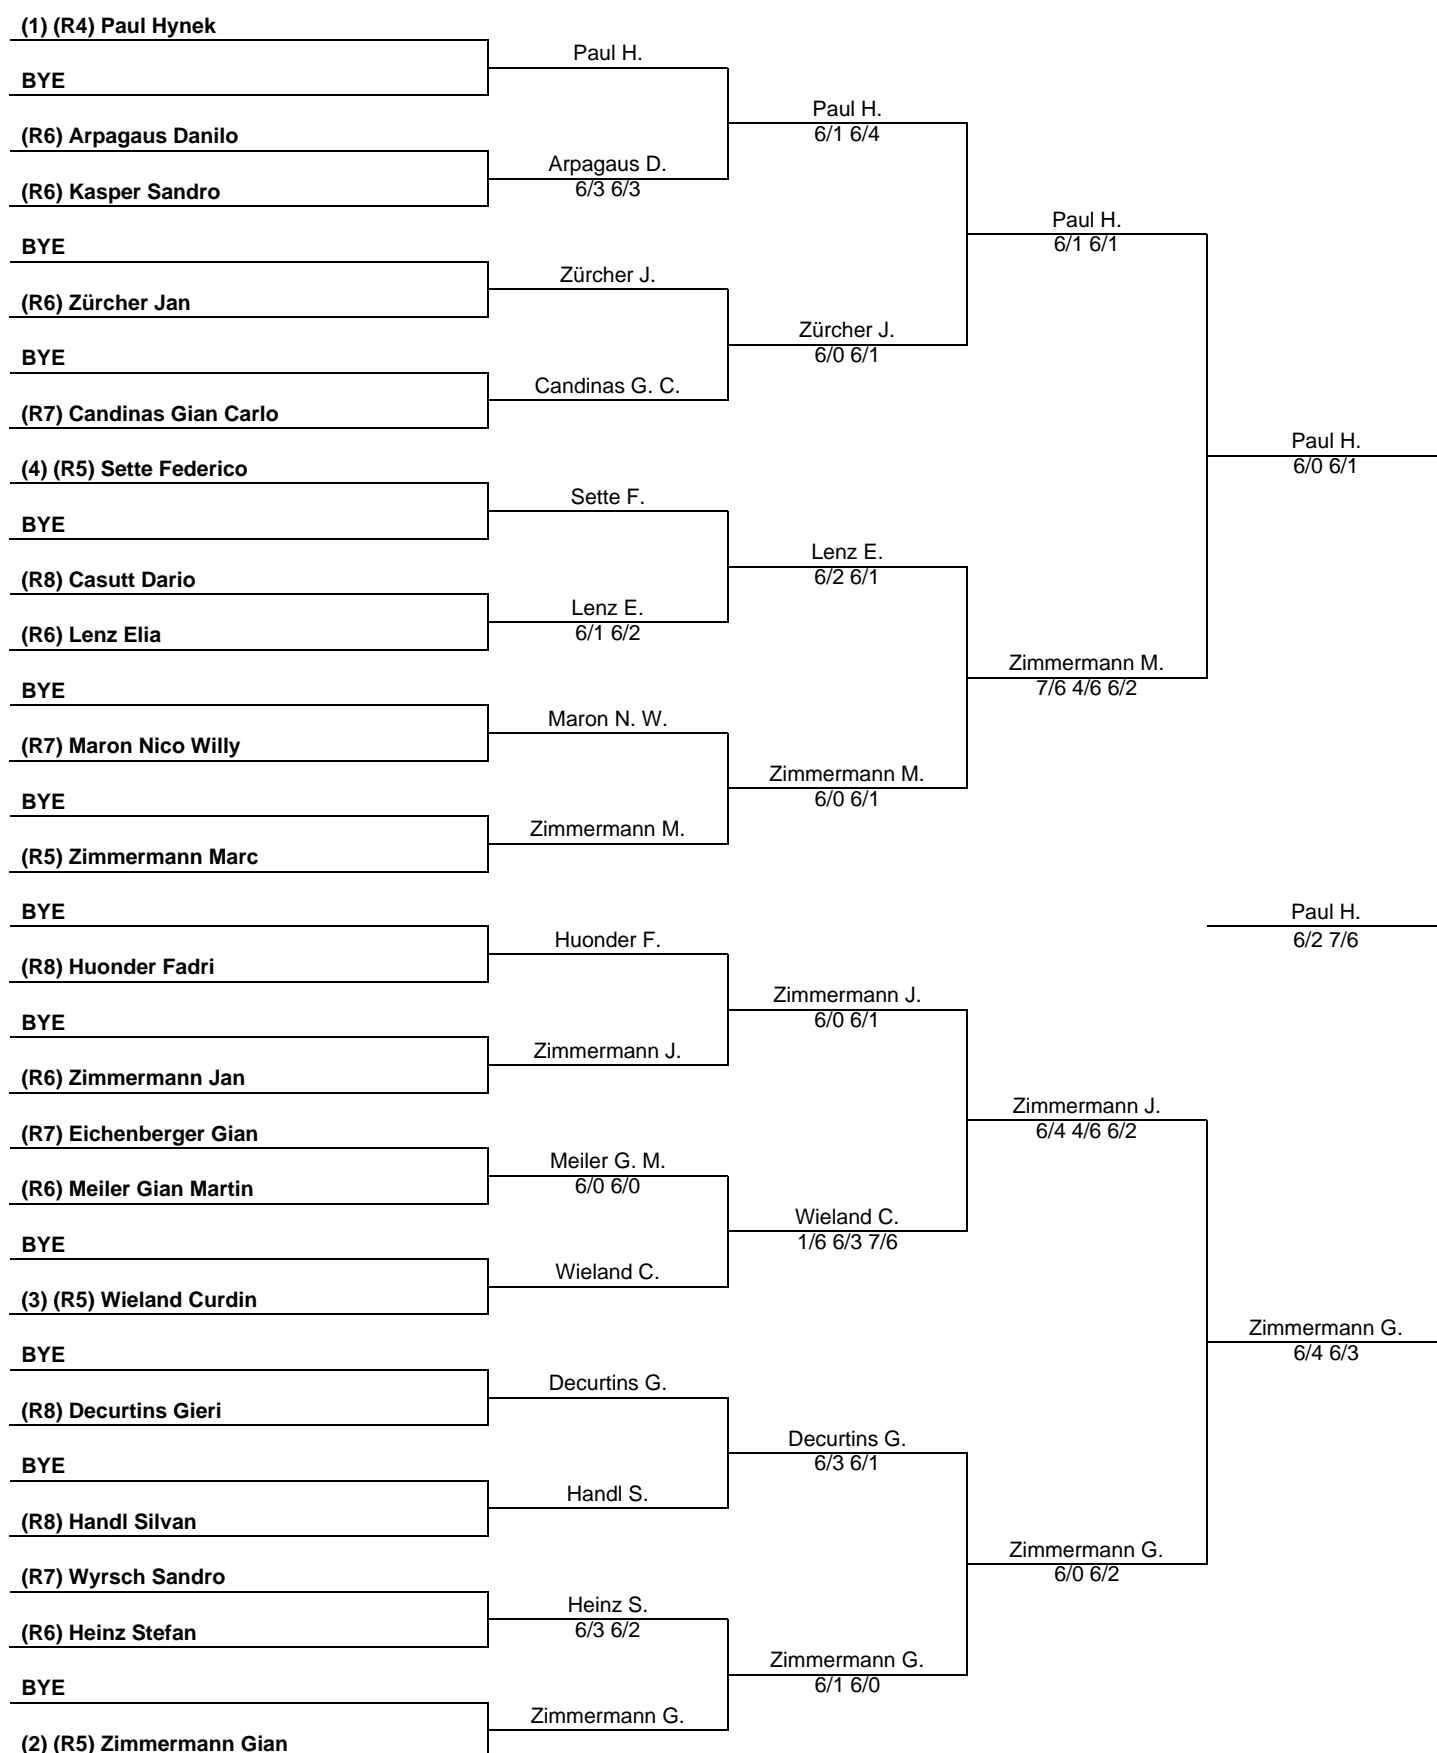 (1) (R4) Paul Hynek
BYE
(R6) Arpagaus Danilo
(R6) Kasper Sandro
BYE
(R6) Zürcher Jan
BYE
(R7) Candinas Gian Carlo
(4) (R5) Sette Federico
BYE
(R8) Casutt Dario
(R6) Lenz Elia
BYE
(R7) Maron Nico Willy
BYE
(R5) Zimmermann Marc
BYE
(R8) Huonder Fadri
BYE
(R6) Zimmermann Jan
(R7) Eichenberger Gian
(R6) Meiler Gian Martin
BYE
(3) (R5) Wieland Curdin
BYE
(R8) Decurtins Gieri
BYE
(R8) Handl Silvan
(R7) Wyrsch Sandro
(R6) Heinz Stefan
BYE
(2) (R5) Zimmermann Gian
Paul H.
Arpagaus D.
6/3 6/3
Zürcher J.
Candinas G. C.
Sette F.
Lenz E.
6/1 6/2
Maron N. W.
Zimmermann M.
Huonder F.
Zimmermann J.
Meiler G. M.
6/0 6/0
Wieland C.
Decurtins G.
Handl S.
Heinz S.
6/3 6/2
Zimmermann G.
Paul H.
6/1 6/4
Zürcher J.
6/0 6/1
Lenz E.
6/2 6/1
Zimmermann M.
6/0 6/1
Zimmermann J.
6/0 6/1
Wieland C.
1/6 6/3 7/6
Decurtins G.
6/3 6/1
Zimmermann G.
6/1 6/0
Paul H.
6/1 6/1
Zimmermann M.
7/6 4/6 6/2
Zimmermann J.
6/4 4/6 6/2
Zimmermann G.
6/0 6/2
Paul H.
6/0 6/1
Paul H.
6/2 7/6
Zimmermann G.
6/4 6/3